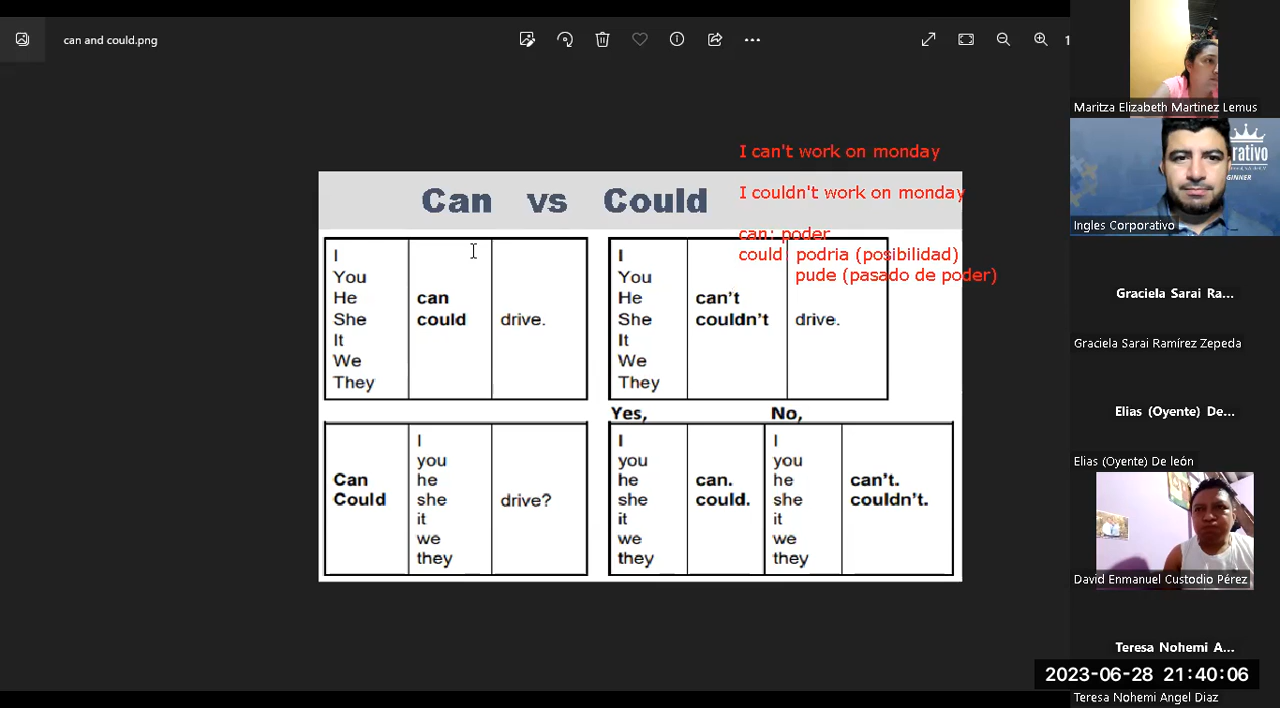 can and could.png
1
I can't work on monday
I couldn't work on monday
can: poder
could: podria (posibilidad)
pude (pasado de poder)
Can vs Could
I
You
He
She
It
We
They
can
could
drive.
I
You
He
She
It
We
They
can't
couldn't
drive.
Yes,
No,
Can
Could
I
you
he
she
it
we
they
drive?
I
you
he
she
it
we
they
can.
could.
I
you
he
she
it
we
they
can't.
couldn't.
Maritza Elizabeth Martinez Lemus
rativo
INNER
Ingles Corporativo
Graciela Sarai Ra...
Graciela Sarai Ramírez Zepeda
Elias (Oyente) De...
Elias (Oyente) De león
David Enmanuel Custodio Pérez
Teresa Nohemi A...
2023-06-28 21:40:06
Teresa Nohemi Angel Diaz